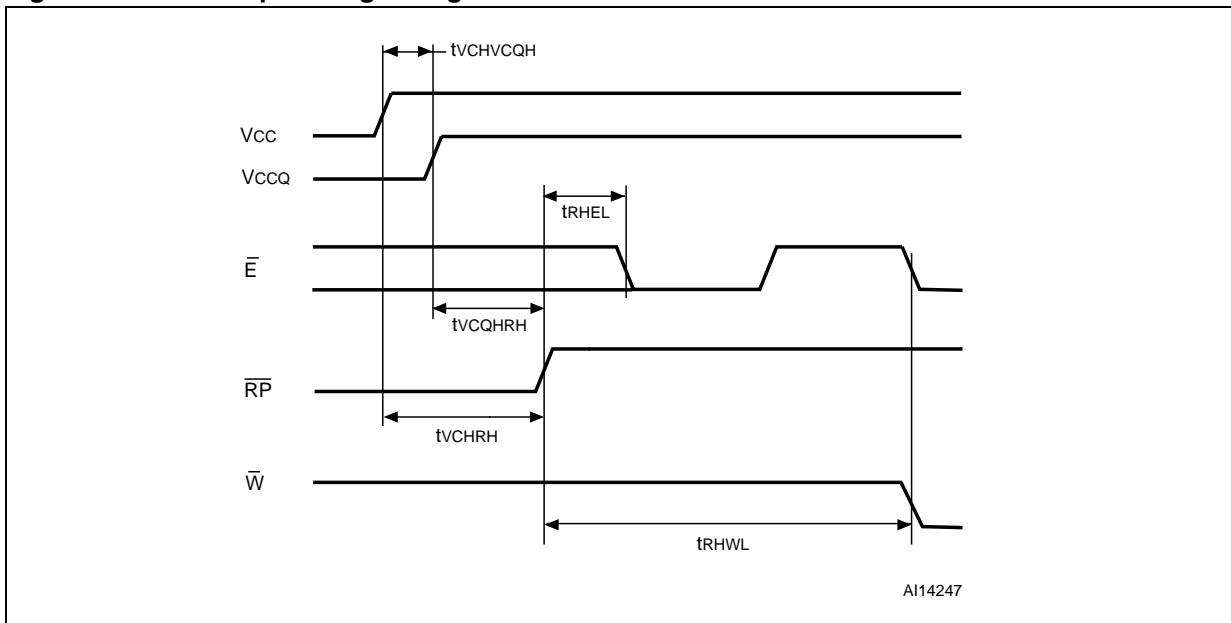 tVCHVCQH
VCC
VCCQ
tRHEL
E
tVCQHRH
RP
tVCHRH
W
tRHWL
AI14247